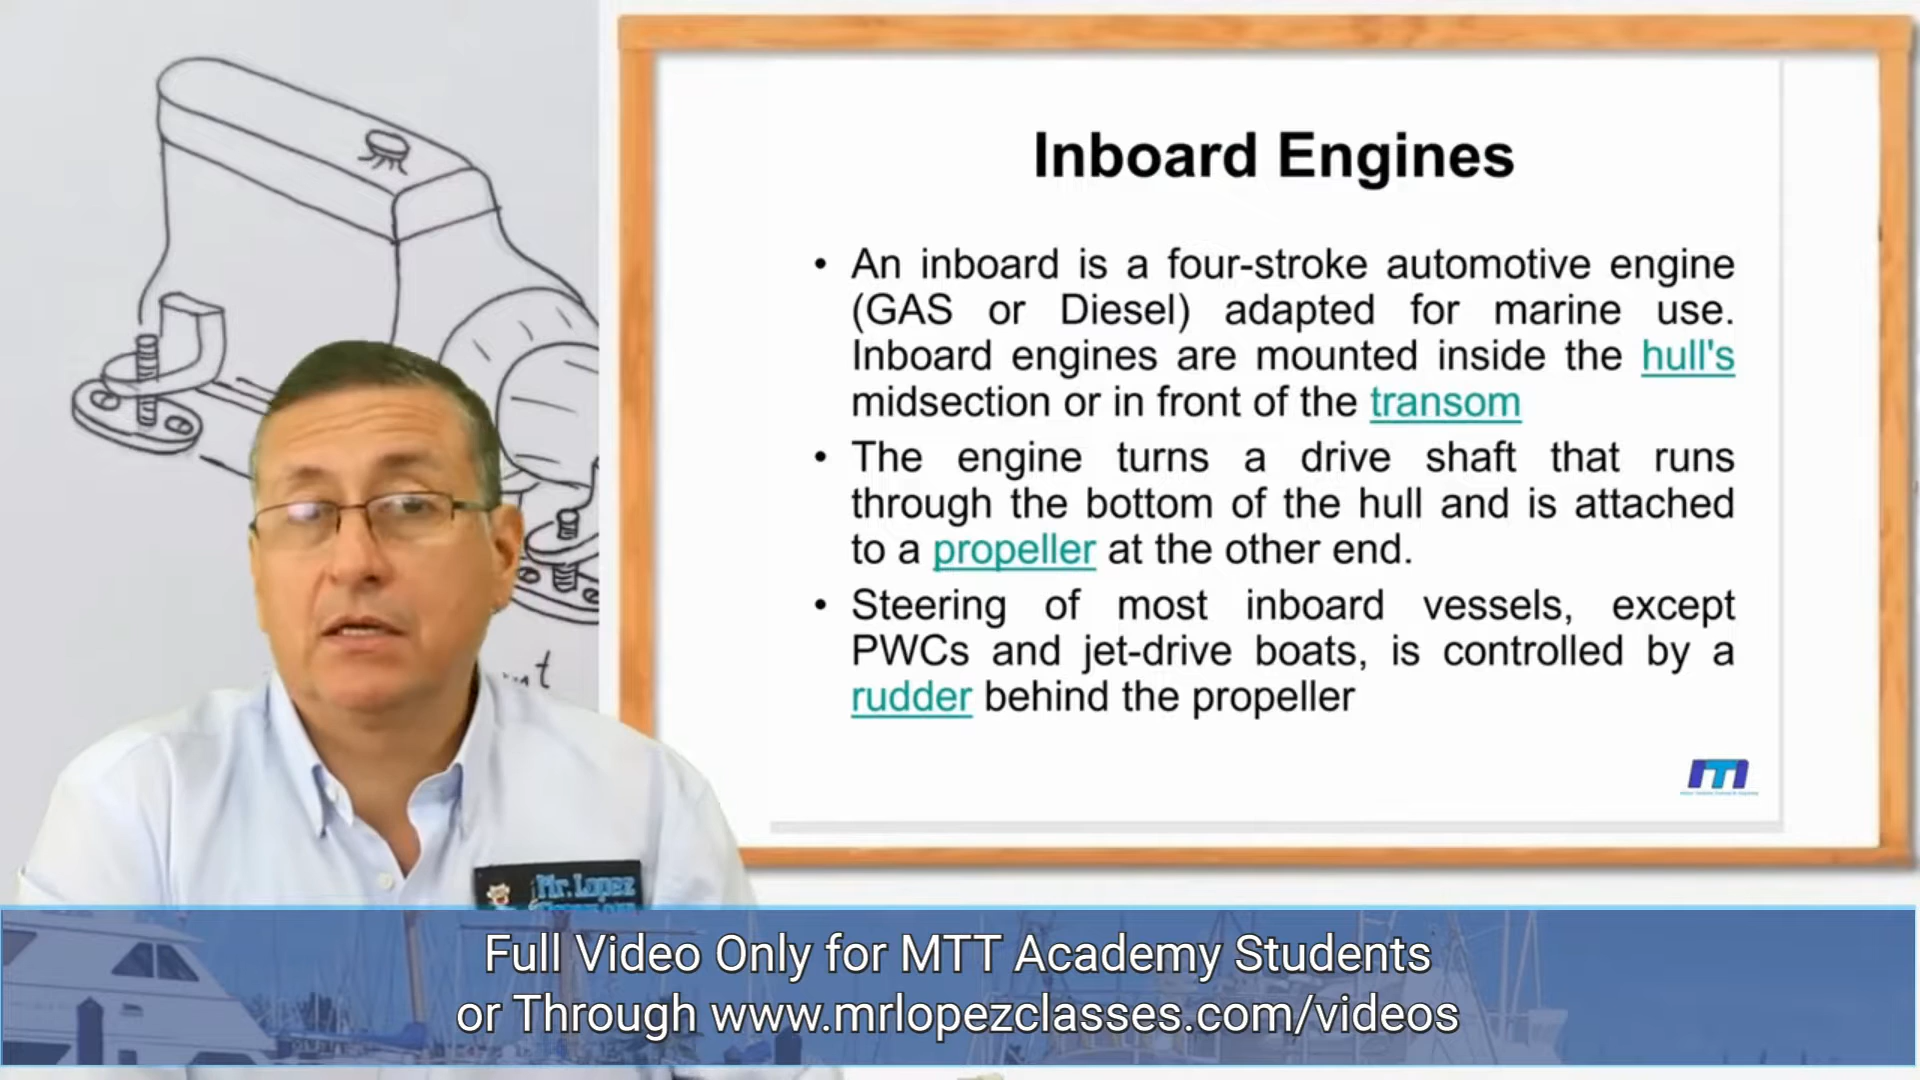 Inboard Engines
• An inboard is a four-stroke automotive engine
(GAS or Diesel) adapted for marine use.
Inboard engines are mounted inside the hull's
midsection or in front of the transom
• The engine turns a drive shaft that runs
through the bottom of the hull and is attached
to a propeller at the other end.
• Steering of most inboard vessels, except
PWCs and jet-drive boats, is controlled by a
rudder behind the propeller
Mr. Lopez
Full Video Only for MTT Academy Students
or Through www.mrlopezclasses.com/videos